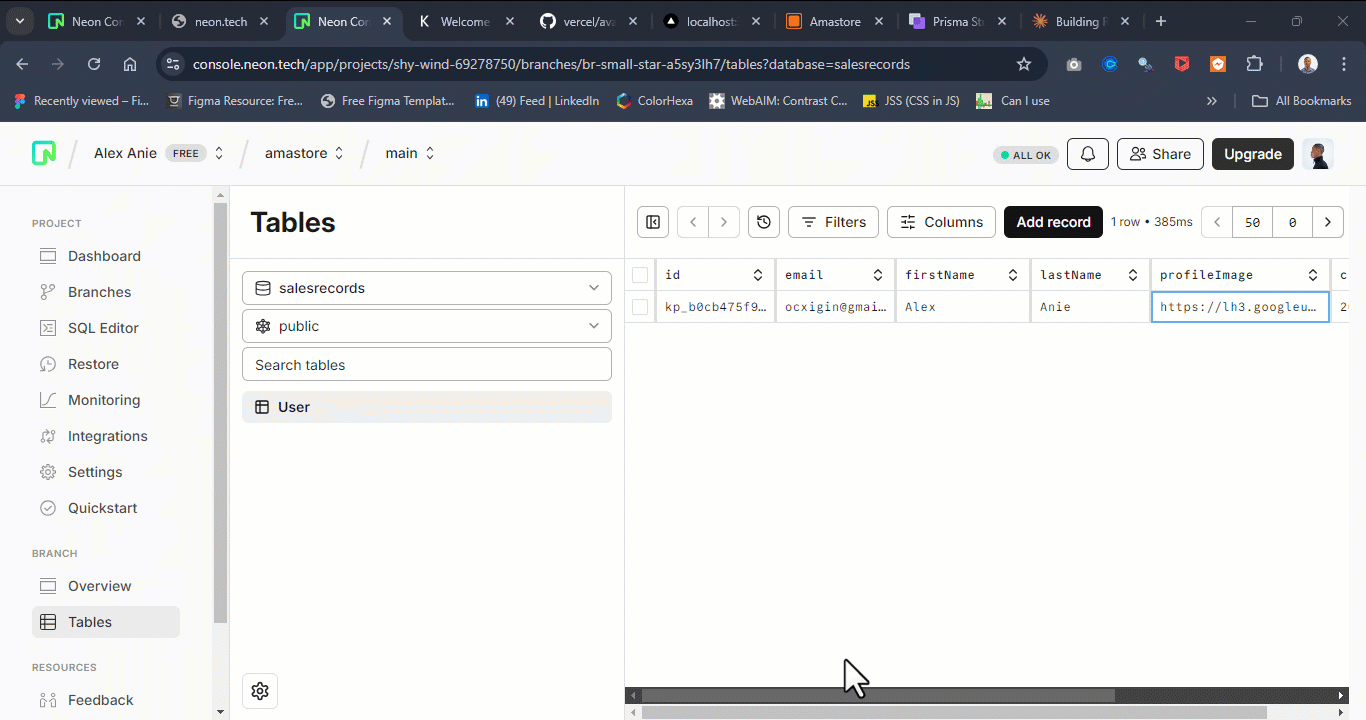 Neon Con
neon.tech
Neon Con
Welcome
vercel/ava
localhost:
Amastore
Prisma St
Building F
console.neon.tech/app/projects/shy-wind-69278750/branches/br-small-star-a5sy3lh7/tables?database=salesrecords
Recently viewed – Fi...
Figma Resource: Fre...
Free Figma Templat...
(49) Feed | LinkedIn
ColorHexa
WebAIM: Contrast C...
JSS (CSS in JS)
Can I use
All Bookmarks
Alex Anie FREE
amastore
main
ALL OK
Share
Upgrade
PROJECT
Dashboard
Branches
SQL Editor
Restore
Monitoring
Integrations
Settings
Quickstart
BRANCH
Overview
Tables
RESOURCES
Feedback
Tables
salesrecords
public
Search tables
User
Filters
Columns
Add record
1 row • 385ms
50
0
id email firstName lastName profileImage c
kp_b0cb475f9... ocxigin@gmai... Alex Anie https://lh3.googleu... 20